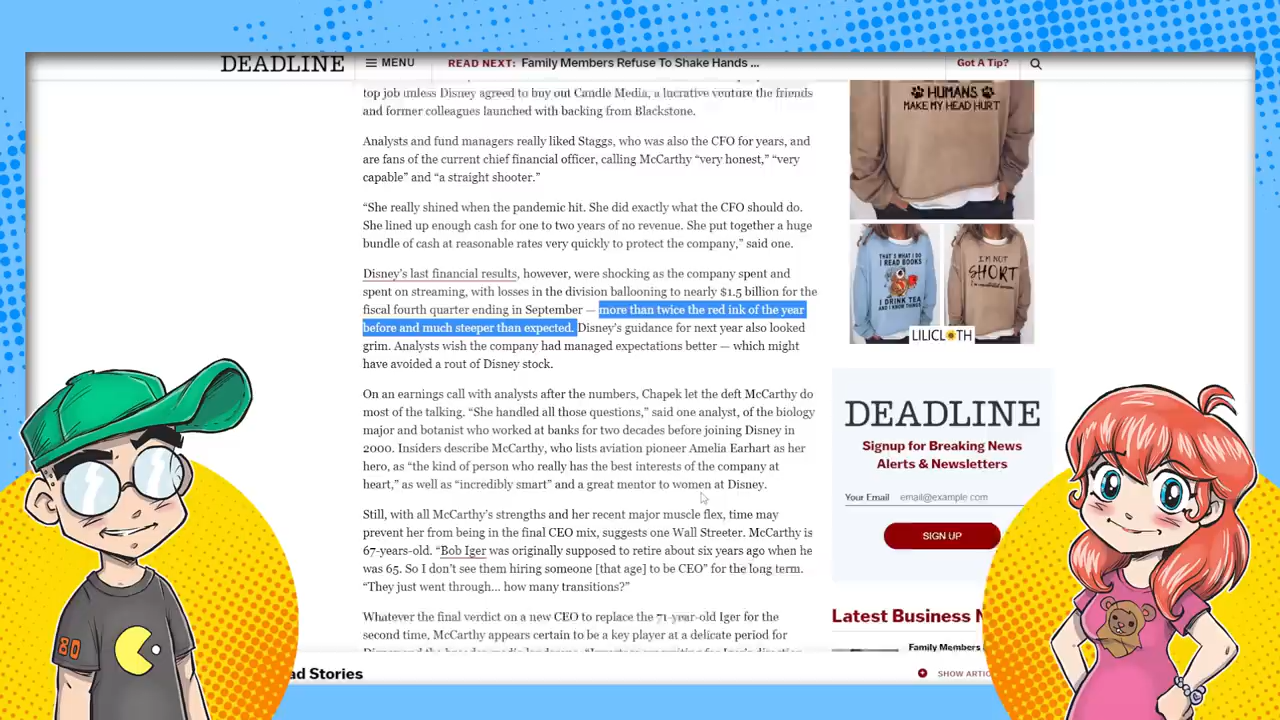 DEADLINE
MENU
READ NEXT: Family Members Refuse To Shake Hands ...
Got A Tip?
top job unless Disney agreed to buy out Candle Media, a lucrative venture the friends
and former colleagues launched with backing from Blackstone.
Analysts and fund managers really liked Staggs, who was also the CFO for years, and
are fans of the current chief financial officer, calling McCarthy “very honest,” “very
capable” and “a straight shooter.”
“She really shined when the pandemic hit. She did exactly what the CFO should do.
She lined up enough cash for one to two years of no revenue. She put together a huge
bundle of cash at reasonable rates very quickly to protect the company,” said one.
Disney’s last financial results, however, were shocking as the company spent and
spent on streaming, with losses in the division ballooning to nearly $1.5 billion for the
fiscal fourth quarter ending in September — more than twice the red ink of the year
before and much steeper than expected. Disney’s guidance for next year also looked
grim. Analysts wish the company had managed expectations better — which might
have avoided a rout of Disney stock.
On an earnings call with analysts after the numbers, Chapek let the deft McCarthy do
most of the talking. “She handled all those questions,” said one analyst, of the biology
major and botanist who worked at banks for two decades before joining Disney in
2000. Insiders describe McCarthy, who lists aviation pioneer Amelia Earhart as her
hero, as “the kind of person who really has the best interests of the company at
heart,” as well as “incredibly smart” and a great mentor to women at Disney.
Still, with all McCarthy’s strengths and her recent major muscle flex, time may
prevent her from being in the final CEO mix, suggests one Wall Streeter. McCarthy is
67-years-old. “Bob Iger was originally supposed to retire about six years ago when he
was 65. So I don’t see them hiring someone [that age] to be CEO” for the long term.
“They just went through… how many transitions?”
Whatever the final verdict on a new CEO to replace the 71-year-old Iger for the
second time, McCarthy appears certain to be a key player at a delicate period for
HUMANS
MAKE MY HEAD HURT
THAT'S WHAT I DO
I READ BOOKS
I DRINK TEA
AND I KNOW THINGS
I'M NOT
SHORT
LILICLOTH
DEADLINE
Signup for Breaking News
Alerts & Newsletters
Your Email
email@example.com
SIGN UP
Latest Business
Family Members
ad Stories
SHOW ARTIC
80